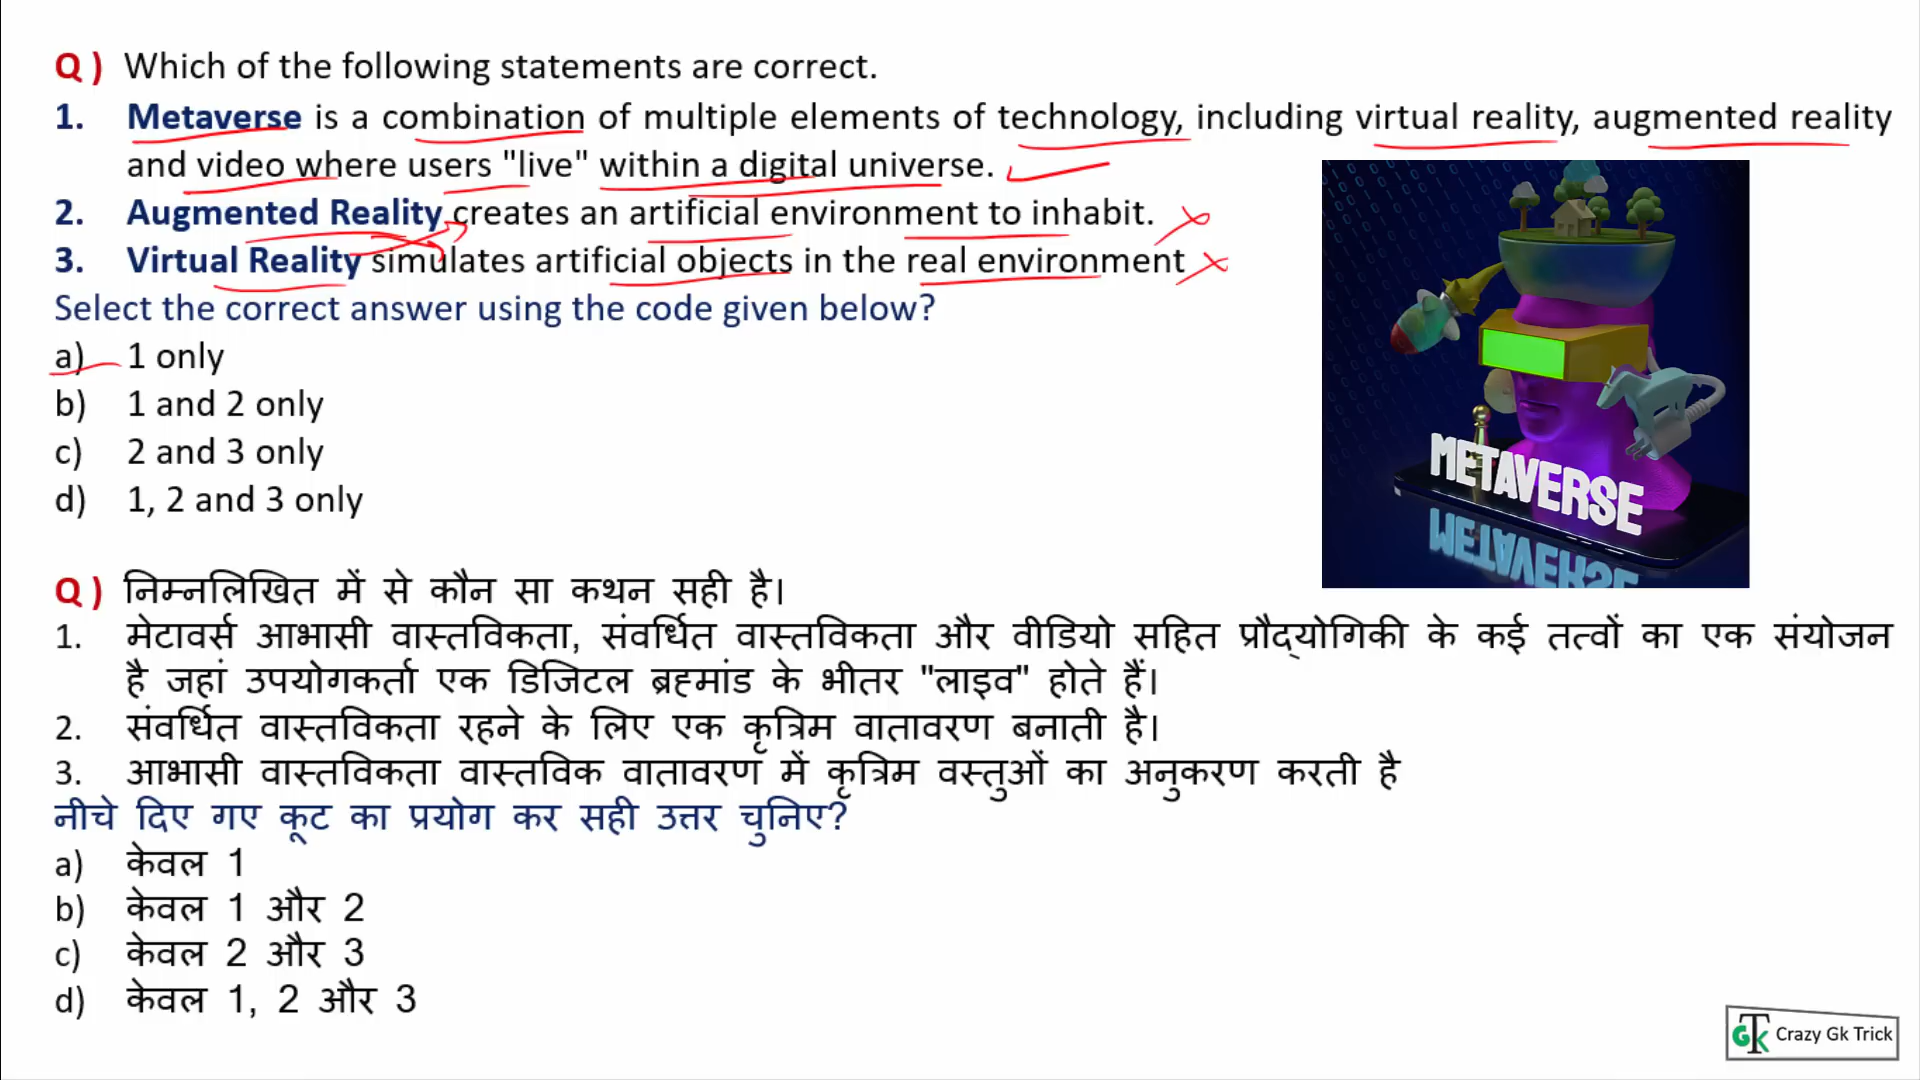 Q ) Which of the following statements are correct.
1. Metaverse is a combination of multiple elements of technology, including virtual reality, augmented reality
and video where users "live" within a digital universe.
2. Augmented Reality creates an artificial environment to inhabit.
3. Virtual Reality simulates artificial objects in the real environment
Select the correct answer using the code given below?
a) 1 only
b) 1 and 2 only
c) 2 and 3 only
d) 1, 2 and 3 only
METAVERSE
Q ) निम्नलिखित में से कौन सा कथन सही है।
1. मेटावर्स आभासी वास्तविकता, संवर्धित वास्तविकता और वीडियो सहित प्रौद्योगिकी के कई तत्वों का एक संयोजन
है जहां उपयोगकर्ता एक डिजिटल ब्रह्मांड के भीतर "लाइव" होते हैं।
2. संवर्धित वास्तविकता रहने के लिए एक कृत्रिम वातावरण बनाती है।
3. आभासी वास्तविकता वास्तविक वातावरण में कृत्रिम वस्तुओं का अनुकरण करती है
नीचे दिए गए कूट का प्रयोग कर सही उत्तर चुनिए?
a) केवल 1
b) केवल 1 और 2
c) केवल 2 और 3
d) केवल 1, 2 और 3
GTK Crazy Gk Trick